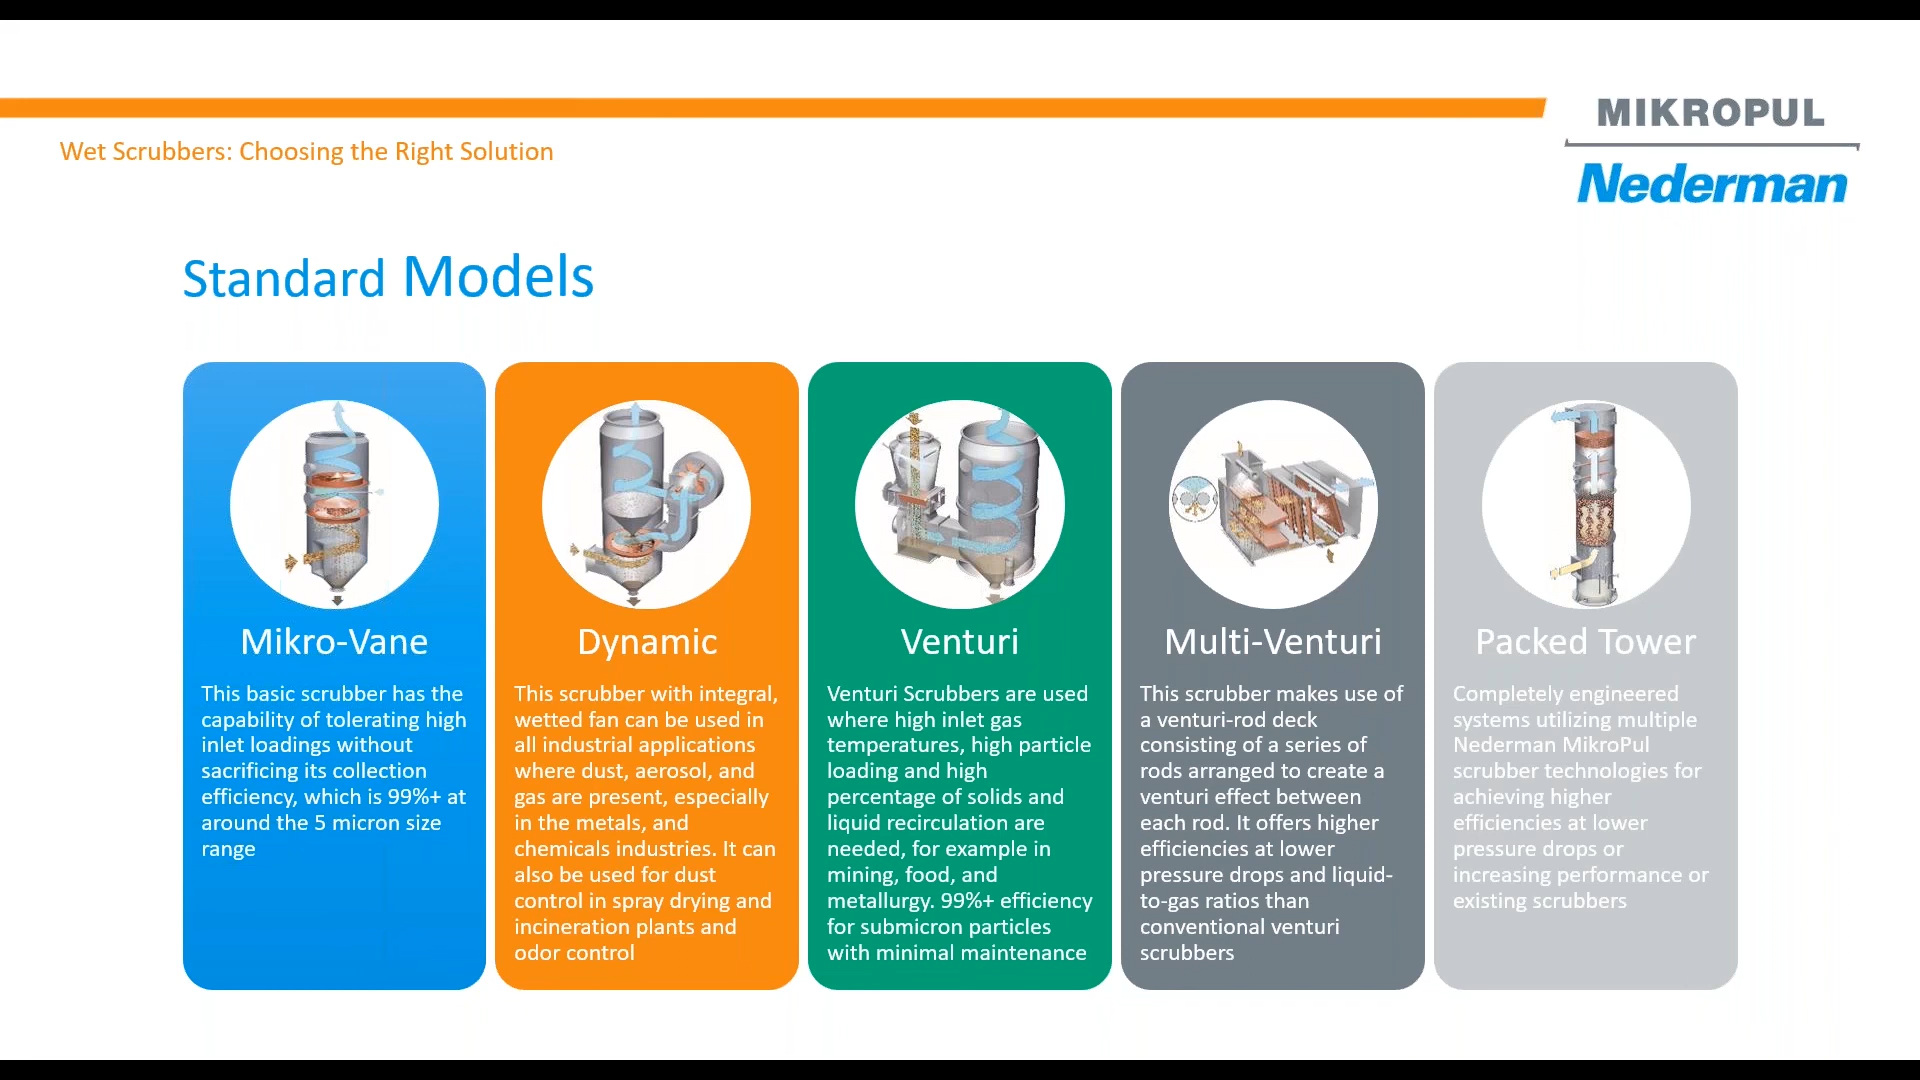 MIKROPUL
Wet Scrubbers: Choosing the Right Solution
Nederman
Standard Models
Mikro-Vane
This basic scrubber has the
capability of tolerating high
inlet loadings without
sacrificing its collection
efficiency, which is 99%+ at
around the 5 micron size
range
Dynamic
This scrubber with integral,
wetted fan can be used in
all industrial applications
where dust, aerosol, and
gas are present, especially
in the metals, and
chemicals industries. It can
also be used for dust
control in spray drying and
incineration plants and
odor control
Venturi
Venturi Scrubbers are used
where high inlet gas
temperatures, high particle
loading and high
percentage of solids and
liquid recirculation are
needed, for example in
mining, food, and
metallurgy. 99%+ efficiency
for submicron particles
with minimal maintenance
Multi-Venturi
This scrubber makes use of
a venturi-rod deck
consisting of a series of
rods arranged to create a
venturi effect between
each rod. It offers higher
efficiencies at lower
pressure drops and liquid-
to-gas ratios than
conventional venturi
scrubbers
Packed Tower
Completely engineered
systems utilizing multiple
Nederman MikroPul
scrubber technologies for
achieving higher
efficiencies at lower
pressure drops or
increasing performance or
existing scrubbers